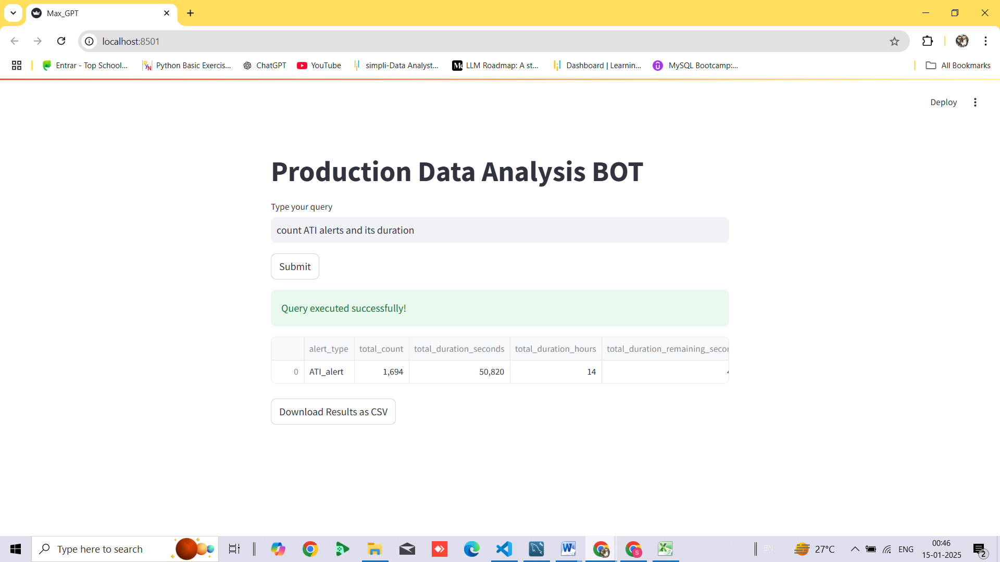 Max_GPT
localhost:8501
Entrar - Top School... Python Basic Exercis... ChatGPT YouTube simpli-Data Analyst... LLM Roadmap: A st... Dashboard | Learnin... MySQL Bootcamp:... All Bookmarks
Deploy
Production Data Analysis BOT
Type your query
count ATI alerts and its duration
Submit
Query executed successfully!
alert_type total_count total_duration_seconds total_duration_hours total_duration_remaining_secon
0 ATI_alert 1,694 50,820 14
Download Results as CSV
Type here to search EN 27°C ENG 00:46
15-01-2025 2